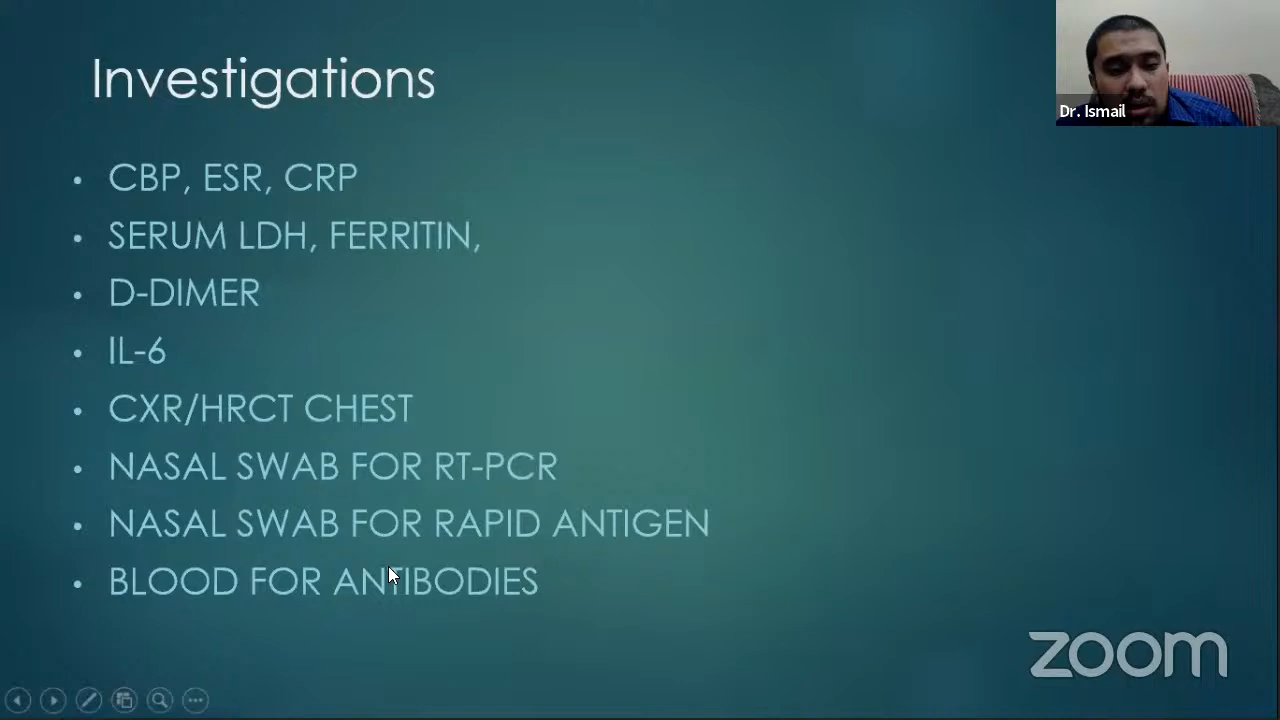 Investigations
Dr. Ismail
• CBP, ESR, CRP
• SERUM LDH, FERRITIN,
• D-DIMER
• IL-6
• CXR/HRCT CHEST
• NASAL SWAB FOR RT-PCR
• NASAL SWAB FOR RAPID ANTIGEN
• BLOOD FOR ANTIBODIES
zoom